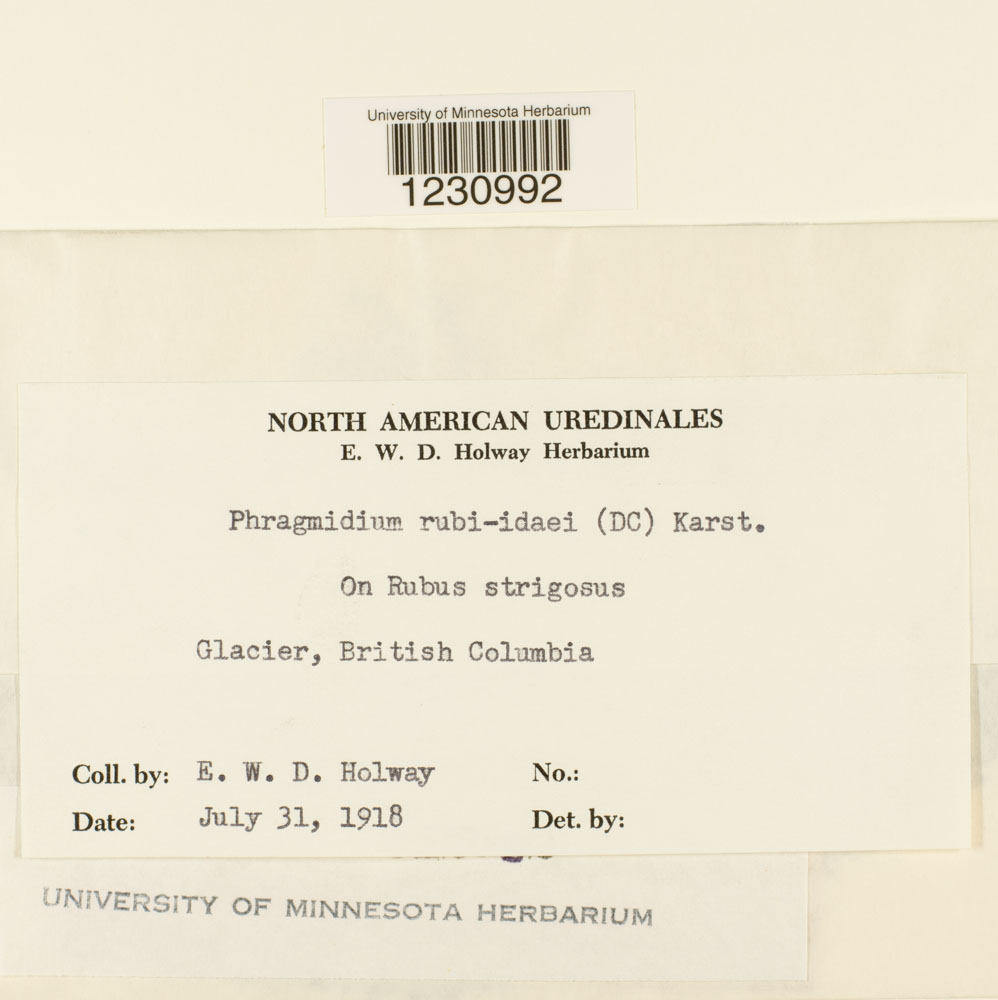 University of Minnesota Herbarium
1230992
NORTH AMERICAN UREDINALES
E. W. D. Holway Herbarium
Phragmidium rubi-idaei (DC) Karst.
On Rubus strigosus
Glacier, British Columbia
Coll. by: E. W. D. Holway No.:
Date: July 31, 1918 Det. by:
UNIVERSITY OF MINNESOTA HERBARIUM